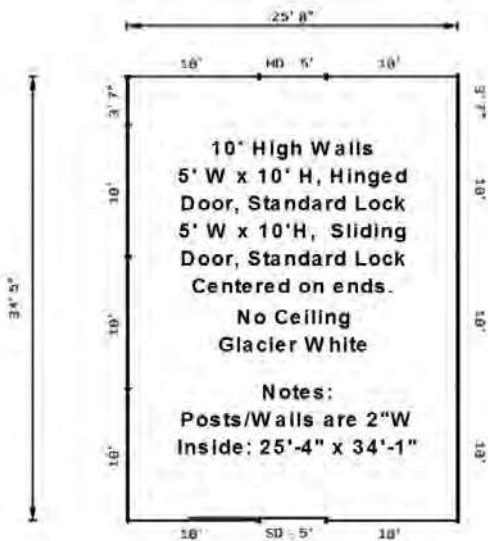 25' 8"
10' HD 5' 10'
3' 7"
3' 7"
10' High Walls
5' W x 10' H, Hinged
10'
10'
Door, Standard Lock
5' W x 10'H, Sliding
Door, Standard Lock
Centered on ends.
34' 5"
No Ceiling
10'
10'
Glacier White
Notes:
Posts/Walls are 2"W
Inside: 25'-4" x 34'-1"
10'
10'
10' SD 5' 10'